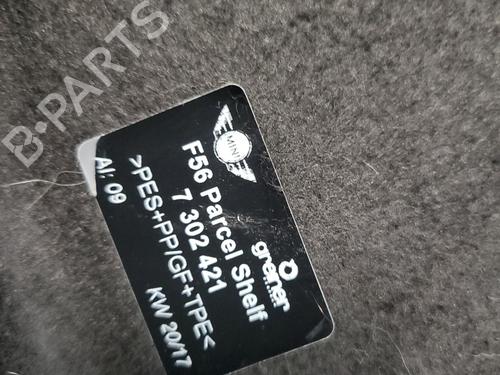 B-PARTS
MINI
F56 Parcel Shelf
7 302 421
greiner
>PES+PP/GF+TPE<
AI: 09
KW 20/17